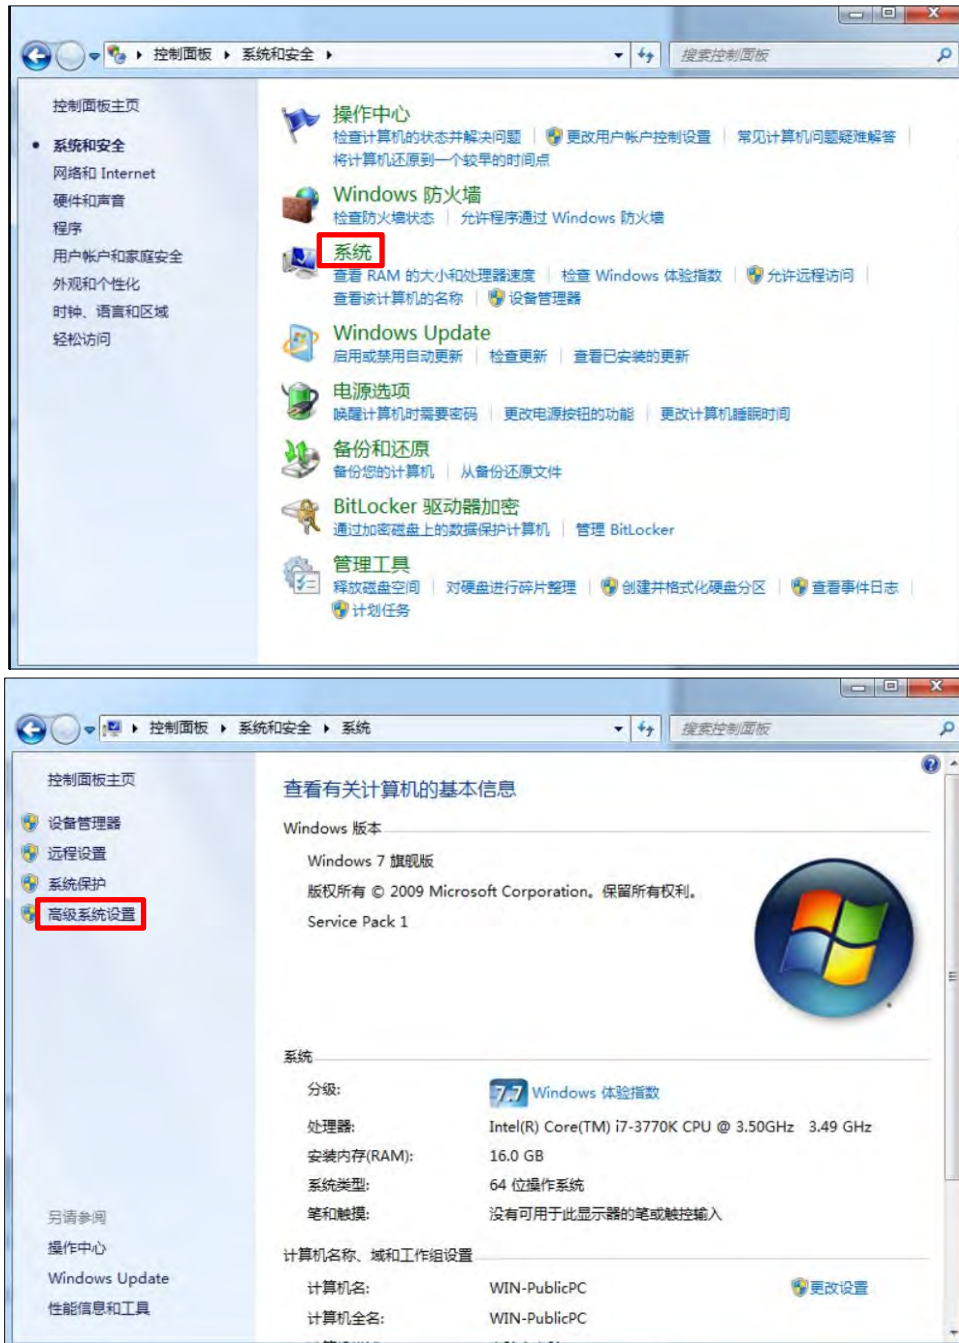 控制面板 系统和安全 搜索控制面板
控制面板主页
系统和安全
网络和 Internet
硬件和声音
程序
用户帐户和家庭安全
外观和个性化
时钟、语言和区域
轻松访问
操作中心
检查计算机的状态并解决问题 更改用户帐户控制设置 常见计算机问题疑难解答
将计算机还原到一个较早的时间点
Windows 防火墙
检查防火墙状态 允许程序通过 Windows 防火墙
系统
查看 RAM 的大小和处理器速度 检查 Windows 体验指数 允许远程访问
查看该计算机的名称 设备管理器
Windows Update
启用或禁用自动更新 检查更新 查看已安装的更新
电源选项
唤醒计算机时需要密码 更改电源按钮的功能 更改计算机睡眠时间
备份和还原
备份您的计算机 从备份还原文件
BitLocker 驱动器加密
通过加密磁盘上的数据保护计算机 管理 BitLocker
管理工具
释放磁盘空间 对硬盘进行碎片整理 创建并格式化硬盘分区 查看事件日志
计划任务
控制面板 系统和安全 系统 搜索控制面板
控制面板主页
设备管理器
远程设置
系统保护
高级系统设置
另请参阅
操作中心
Windows Update
性能信息和工具
查看有关计算机的基本信息
Windows 版本
Windows 7 旗舰版
版权所有 © 2009 Microsoft Corporation。保留所有权利。
Service Pack 1
系统
分级: 7.7 Windows 体验指数
处理器: Intel(R) Core(TM) i7-3770K CPU @ 3.50GHz 3.49 GHz
安装内存(RAM): 16.0 GB
系统类型: 64 位操作系统
笔和触摸: 没有可用于此显示器的笔或触控输入
计算机名称、域和工作组设置
计算机名: WIN-PublicPC 更改设置
计算机全名: WIN-PublicPC